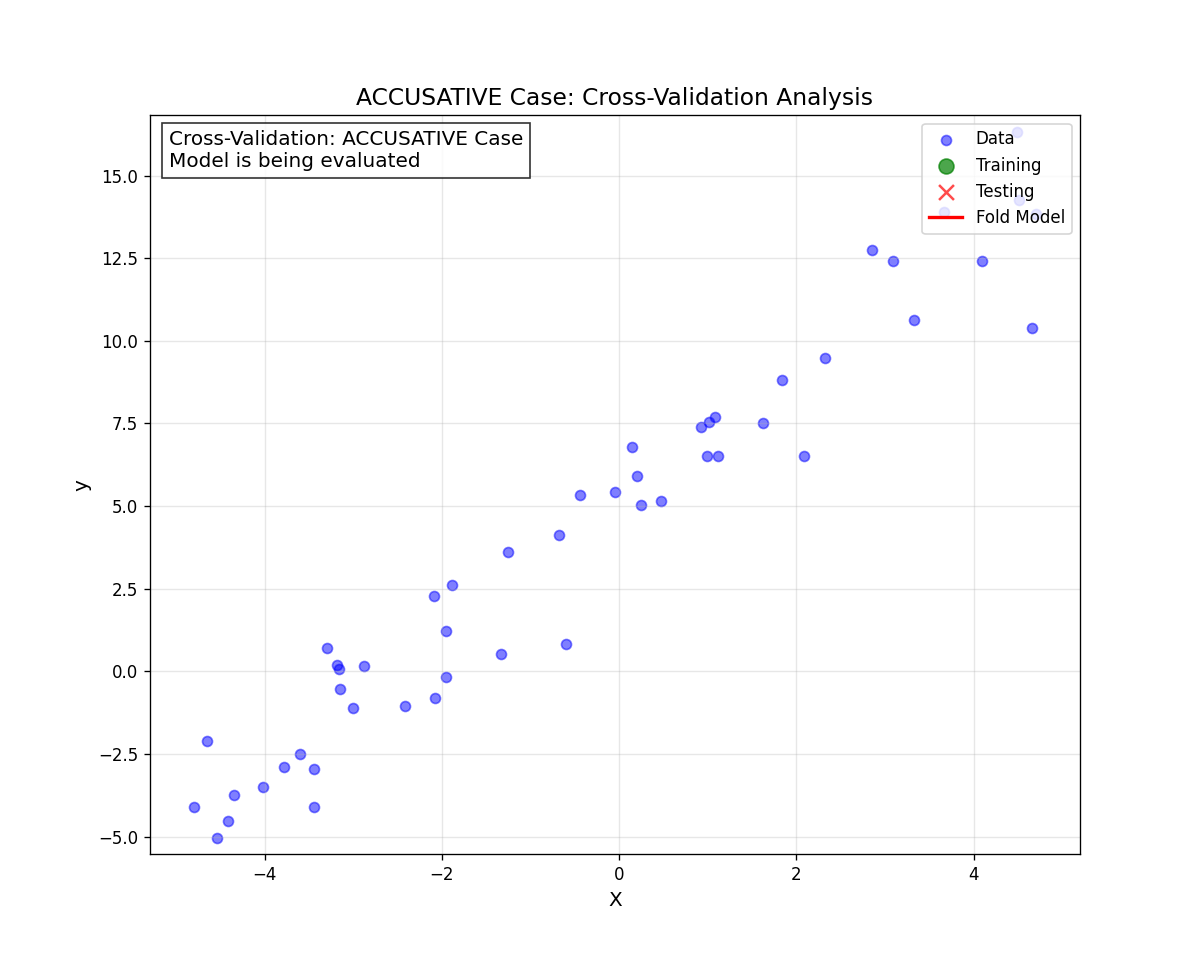 ACCUSATIVE Case: Cross-Validation Analysis
Cross-Validation: ACCUSATIVE Case
Model is being evaluated
Data
Training
Testing
Fold Model
15.0
12.5
10.0
7.5
5.0
2.5
0.0
−2.5
−5.0
y
−4
−2
0
2
4
X